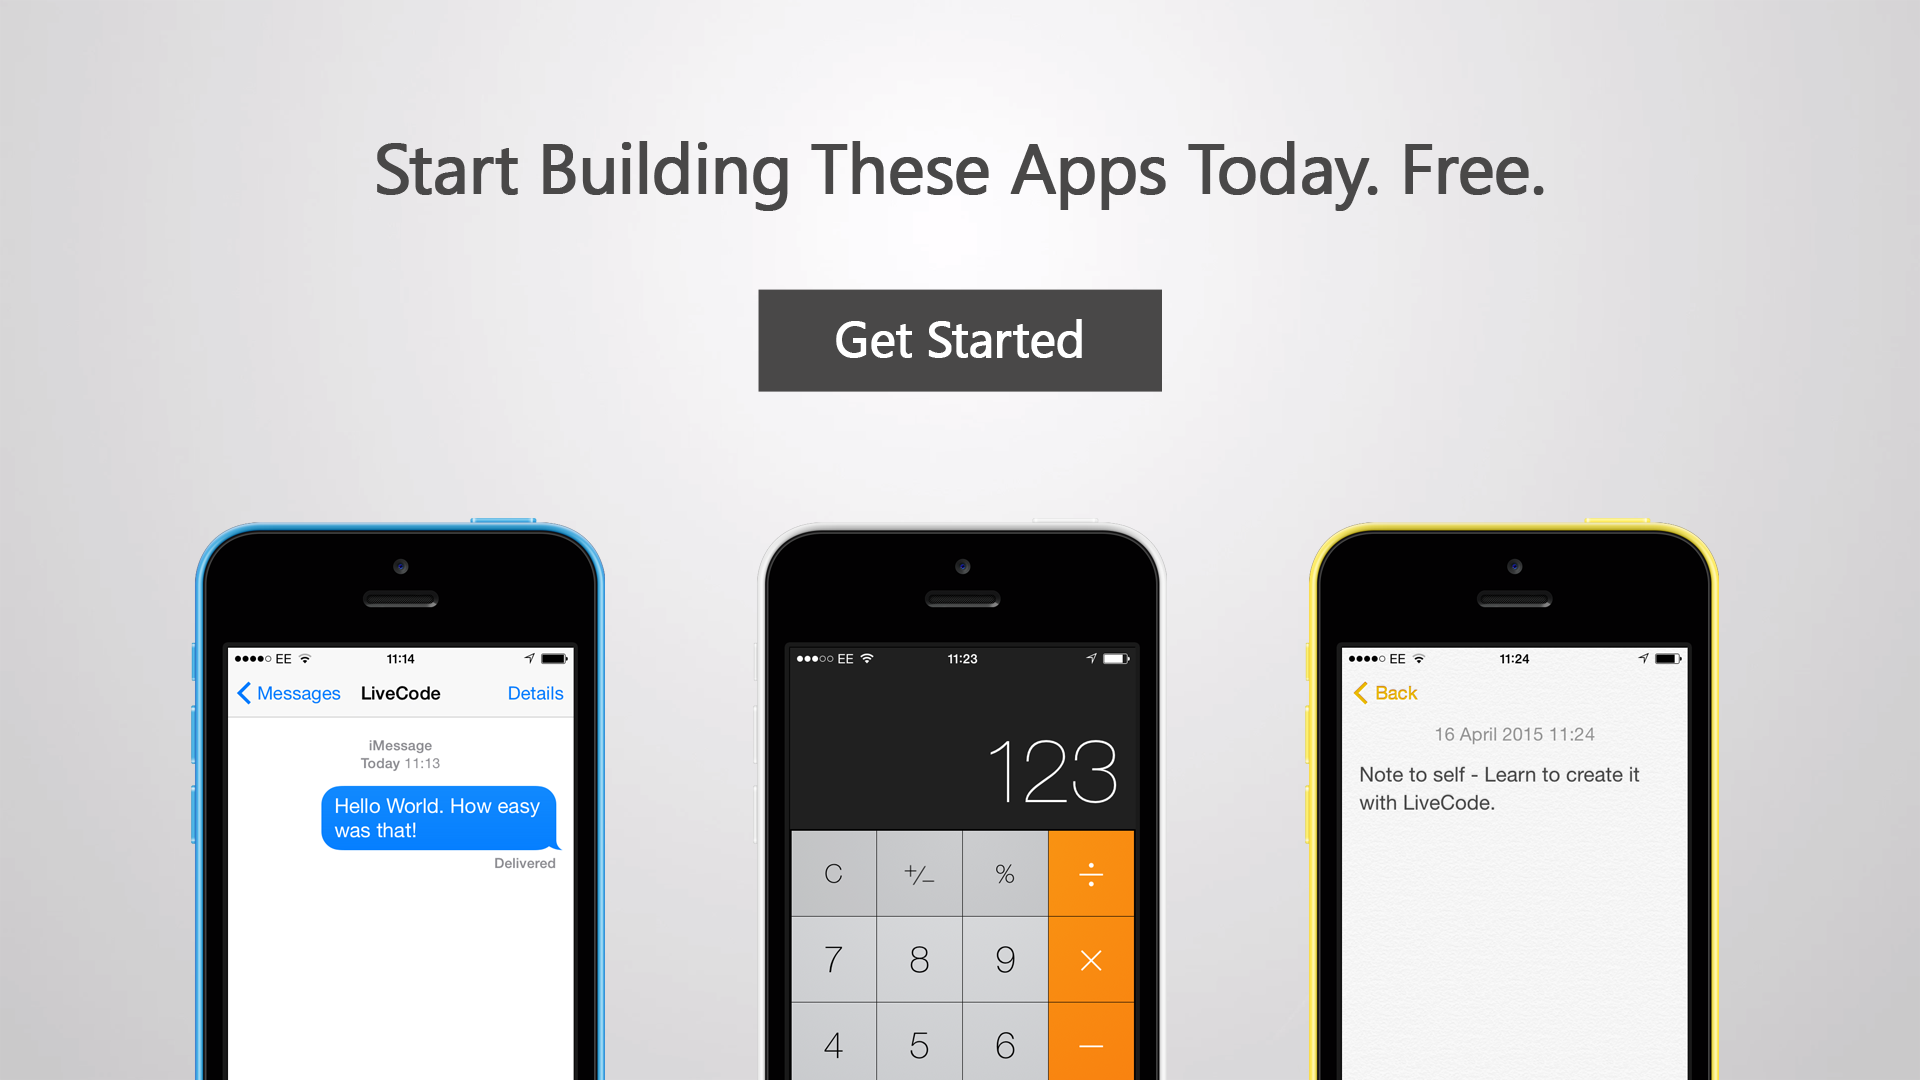 Start Building These Apps Today. Free.
Get Started
EE 11:14
Messages LiveCode Details
iMessage
Today 11:13
Hello World. How easy
was that!
Delivered
EE 11:23
123
C +/− % ÷
7 8 9 ×
4 5 6 −
EE 11:24
Back
16 April 2015 11:24
Note to self - Learn to create it
with LiveCode.